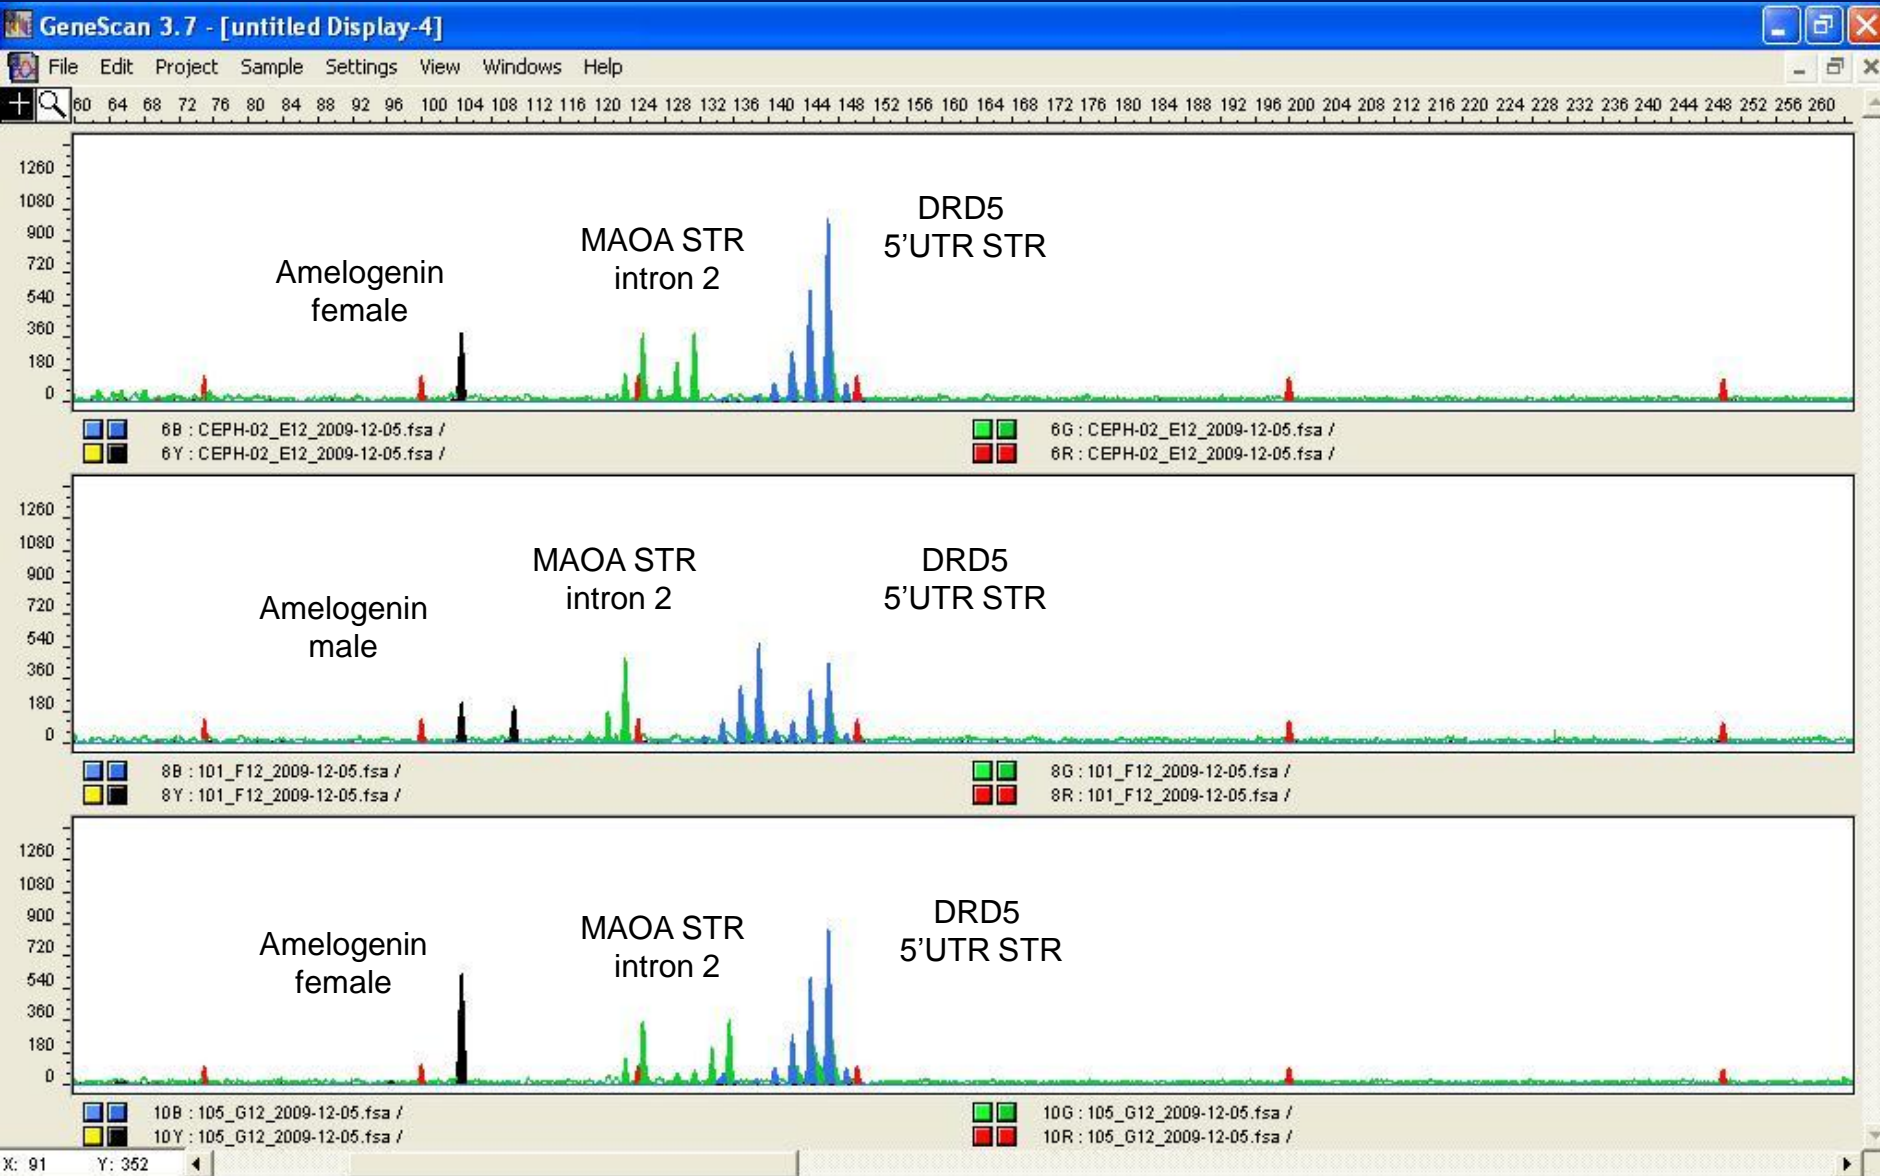 GeneScan 3.7 - [untitled Display-4]
File Edit Project Sample Settings View Windows Help
60 64 68 72 76 80 84 88 92 96 100 104 108 112 116 120 124 128 132 136 140 144 148 152 156 160 164 168 172 176 180 184 188 192 196 200 204 208 212 216 220 224 228 232 236 240 244 248 252 256 260
1260
1080
900
720
540
360
180
0
Amelogenin
female
MAOA STR
intron 2
DRD5
5'UTR STR
6B : CEPH-02_E12_2009-12-05.fsa /
6Y : CEPH-02_E12_2009-12-05.fsa /
6G : CEPH-02_E12_2009-12-05.fsa /
6R : CEPH-02_E12_2009-12-05.fsa /
1260
1080
900
720
540
360
180
0
Amelogenin
male
MAOA STR
intron 2
DRD5
5'UTR STR
8B : 101_F12_2009-12-05.fsa /
8Y : 101_F12_2009-12-05.fsa /
8G : 101_F12_2009-12-05.fsa /
8R : 101_F12_2009-12-05.fsa /
1260
1080
900
720
540
360
180
0
Amelogenin
female
MAOA STR
intron 2
DRD5
5'UTR STR
10B : 105_G12_2009-12-05.fsa /
10Y : 105_G12_2009-12-05.fsa /
10G : 105_G12_2009-12-05.fsa /
10R : 105_G12_2009-12-05.fsa /
X: 91 Y: 352